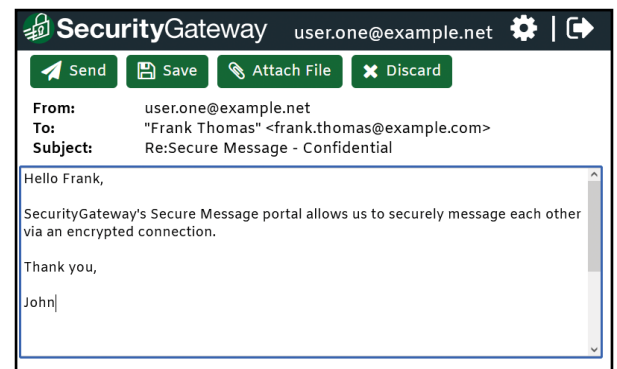 SecurityGateway user.one@example.net
Send Save Attach File Discard
From: user.one@example.net
To: "Frank Thomas" <frank.thomas@example.com>
Subject: Re:Secure Message - Confidential
Hello Frank,
SecurityGateway's Secure Message portal allows us to securely message each other
via an encrypted connection.
Thank you,
John